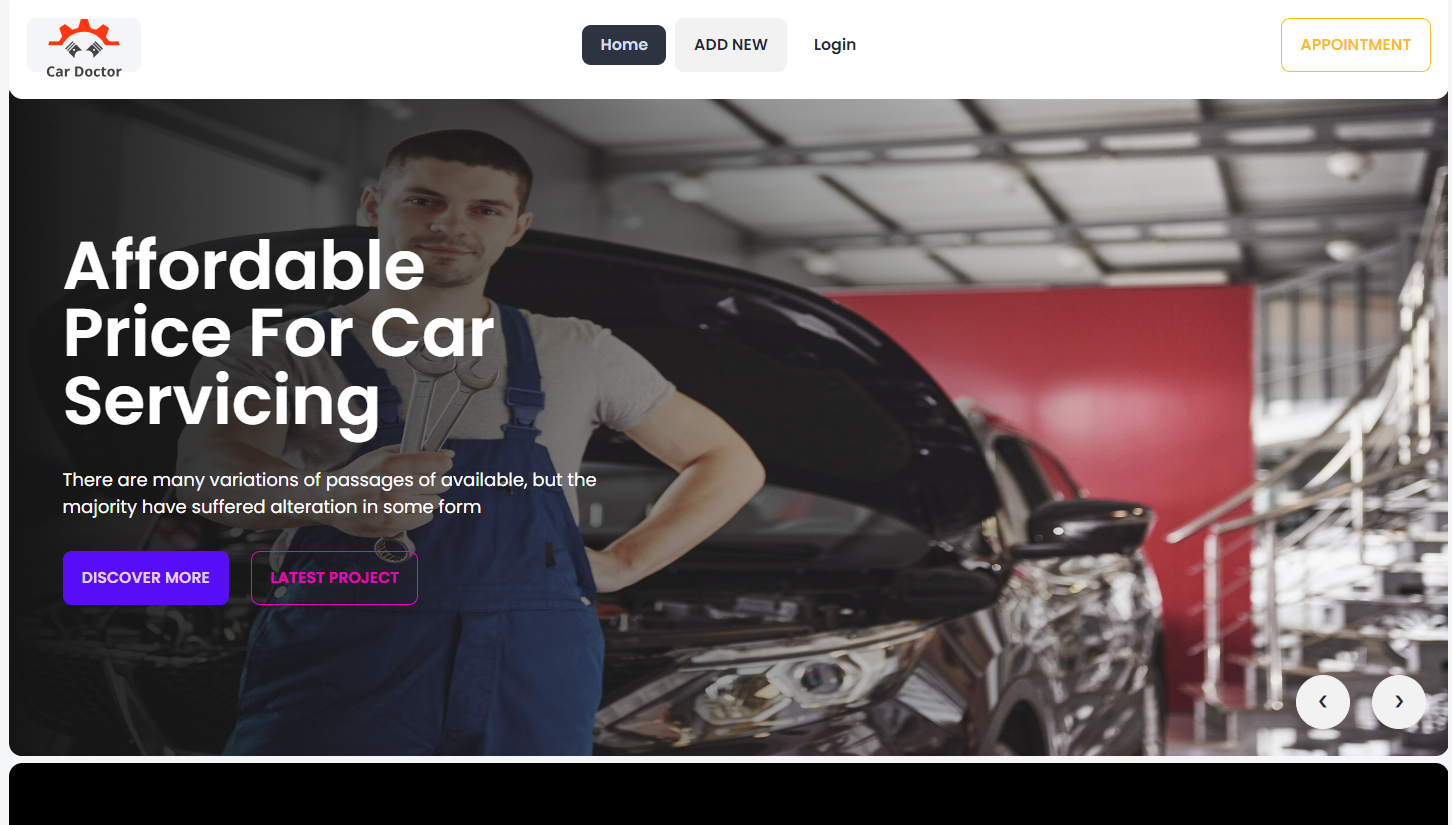 Car Doctor
Home
ADD NEW
Login
APPOINTMENT
Affordable
Price For Car
Servicing
There are many variations of passages of available, but the
majority have suffered alteration in some form
DISCOVER MORE
LATEST PROJECT
❮
❯